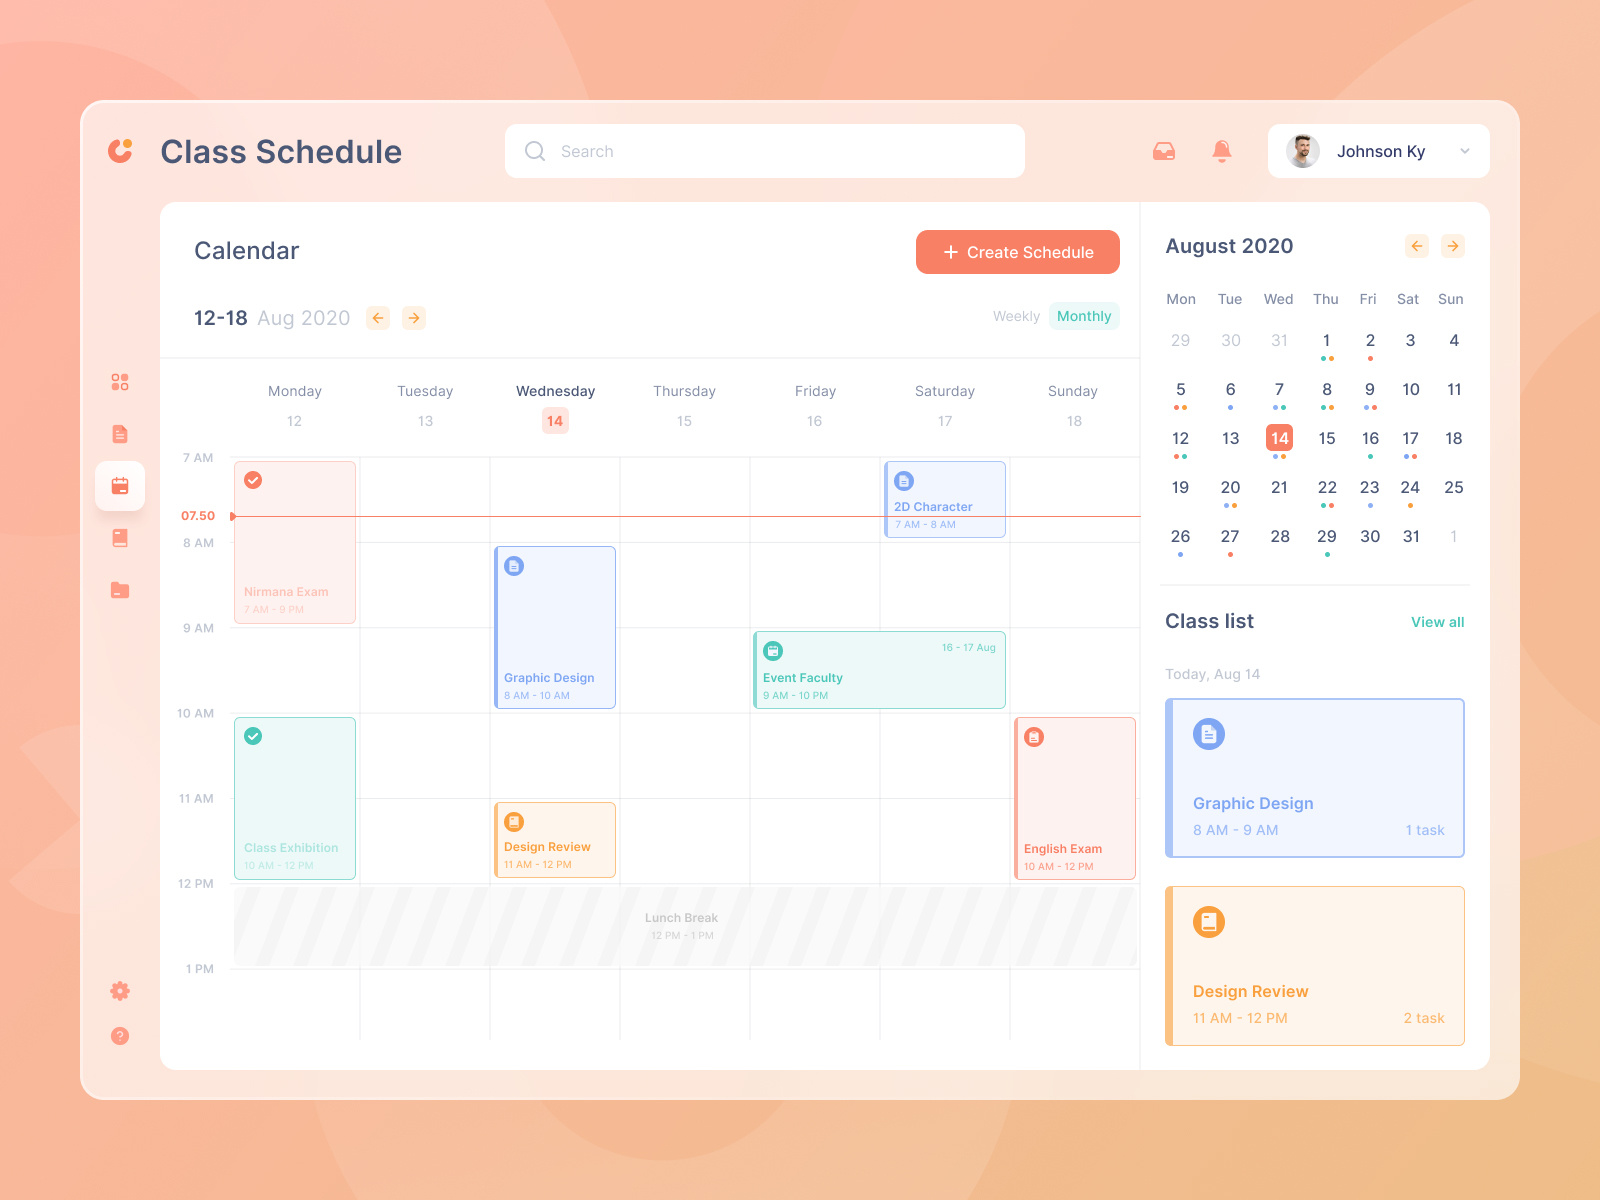 Class Schedule
Search
Johnson Ky
Calendar
+ Create Schedule
12-18 Aug 2020
Weekly Monthly
Monday Tuesday Wednesday Thursday Friday Saturday Sunday
12 13 14 15 16 17 18
7 AM
07.50
8 AM
9 AM
10 AM
11 AM
12 PM
1 PM
Nirmana Exam
7 AM - 9 PM
Class Exhibition
10 AM - 12 PM
Graphic Design
8 AM - 10 AM
Design Review
11 AM - 12 PM
16 - 17 Aug
Event Faculty
9 AM - 10 PM
2D Character
7 AM - 8 AM
English Exam
10 AM - 12 PM
Lunch Break
12 PM - 1 PM
?
August 2020
Mon Tue Wed Thu Fri Sat Sun
29 30 31 1 2 3 4
5 6 7 8 9 10 11
12 13 14 15 16 17 18
19 20 21 22 23 24 25
26 27 28 29 30 31 1
Class list
View all
Today, Aug 14
Graphic Design
8 AM - 9 AM 1 task
Design Review
11 AM - 12 PM 2 task